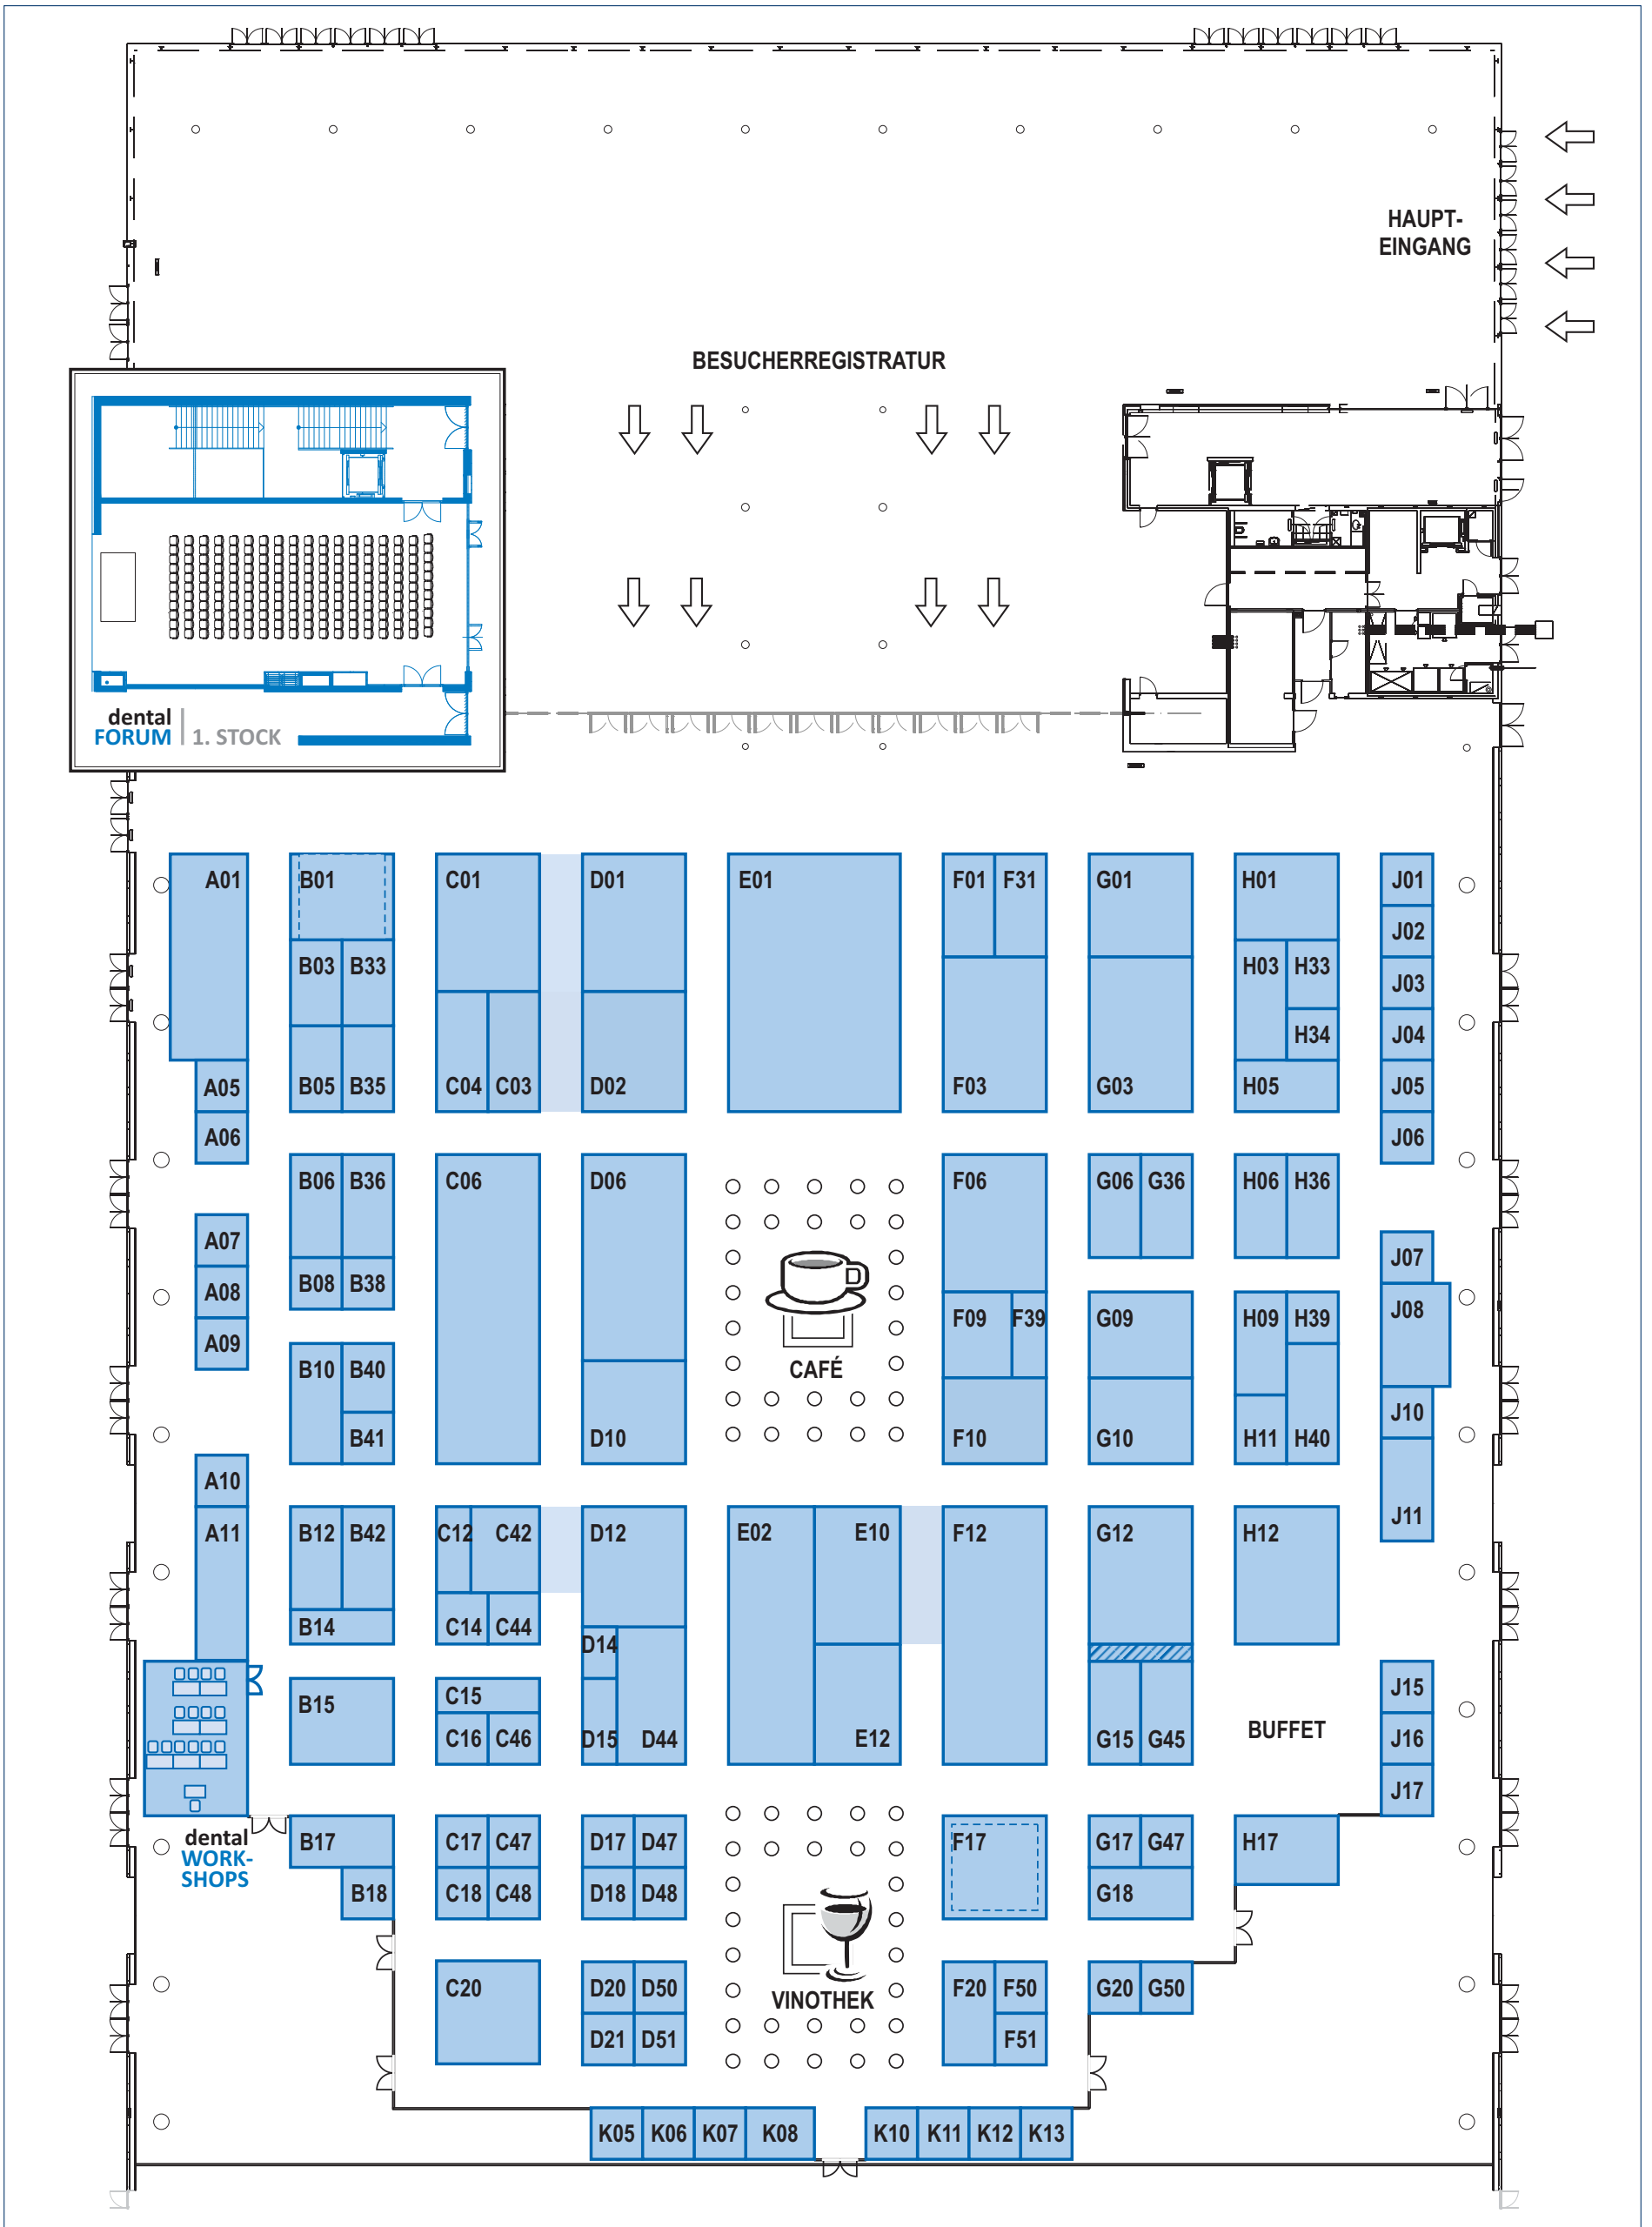 HAUPT-
EINGANG
BESUCHERREGISTRATUR
dental
FORUM 1. STOCK
A01 B01 C01 D01 E01 F01 F31 G01 H01 J01
J02
B03 B33 H03 H33 J03
H34 J04
A05 B05 B35 C04 C03 D02 F03 G03 H05 J05
A06 J06
B06 B36 C06 D06 F06 G06 G36 H06 H36
A07 J07
A08 B08 B38
J08
A09 F09 F39 G09 H09 H39
B10 B40 CAFÉ
J10
B41 D10 F10 G10 H11 H40
A10
J11
A11 B12 B42 C12 C42 D12 E02 E10 F12 G12 H12
B14 C14 C44
D14
J15
B15 C15
BUFFET
C16 C46 D15 D44 E12 G15 G45 J16
J17
dental
WORK-
SHOPS
B17 C17 C47 D17 D47 F17 G17 G47 H17
B18 C18 C48 D18 D48 G18
C20 D20 D50 VINOTHEK F20 F50 G20 G50
D21 D51 F51
K05 K06 K07 K08 K10 K11 K12 K13